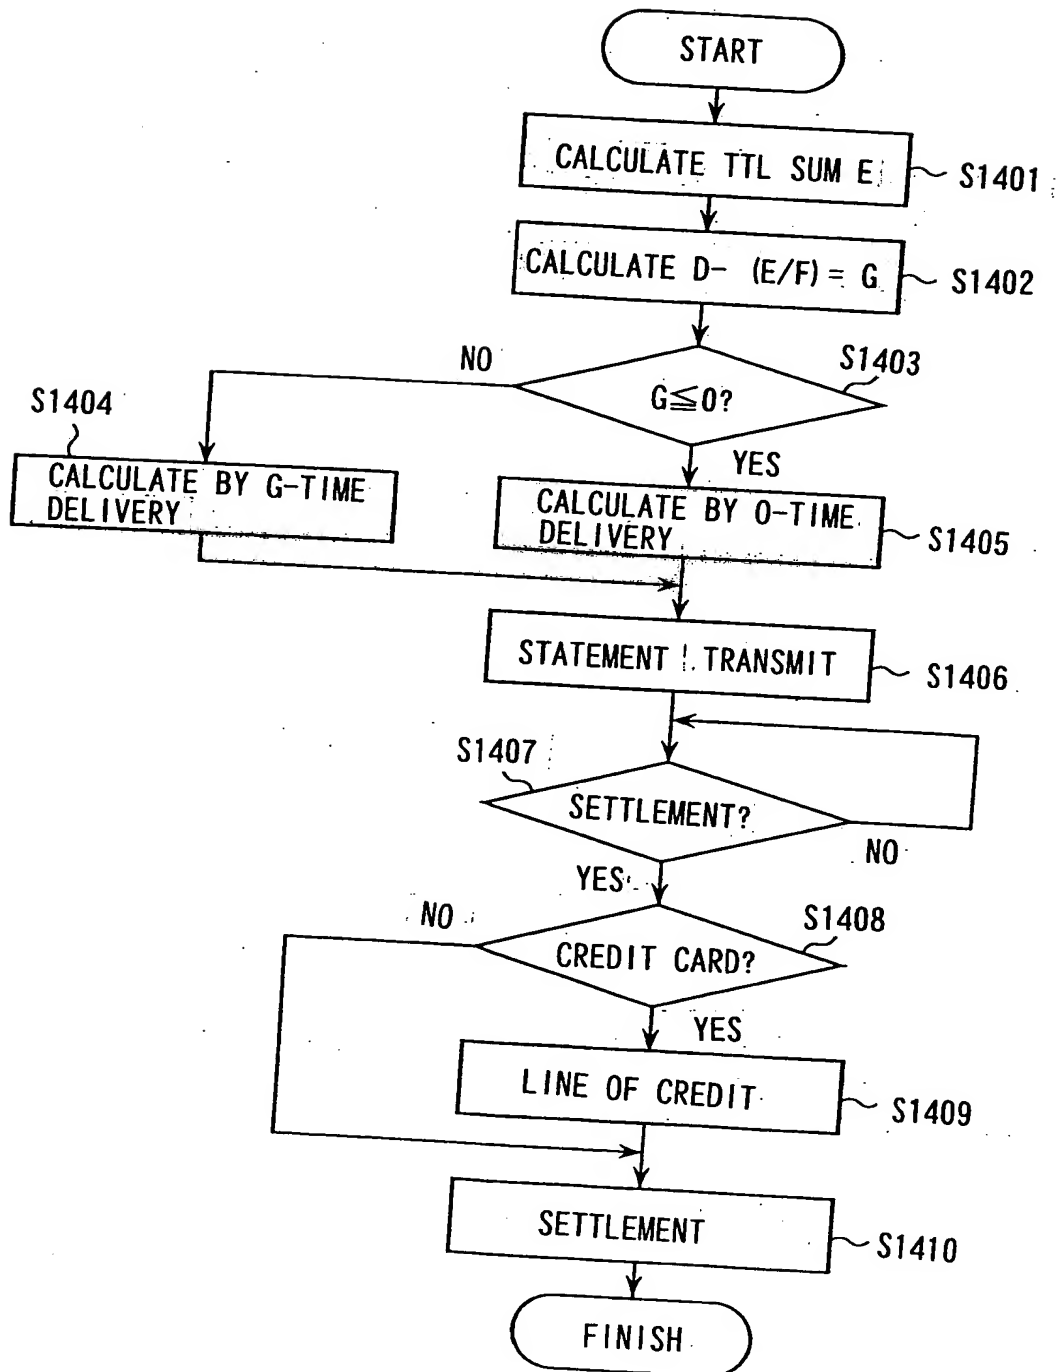 START
CALCULATE TTL SUM E
S1401
CALCULATE D- (E/F) = G
S1402
NO
S1403
G≦0?
S1404
YES
CALCULATE BY G-TIME
DELIVERY
CALCULATE BY 0-TIME
DELIVERY
S1405
STATEMENT TRANSMIT
S1406
S1407
SETTLEMENT?
NO
YES
NO
S1408
CREDIT CARD?
YES
LINE OF CREDIT
S1409
SETTLEMENT
S1410
FINISH